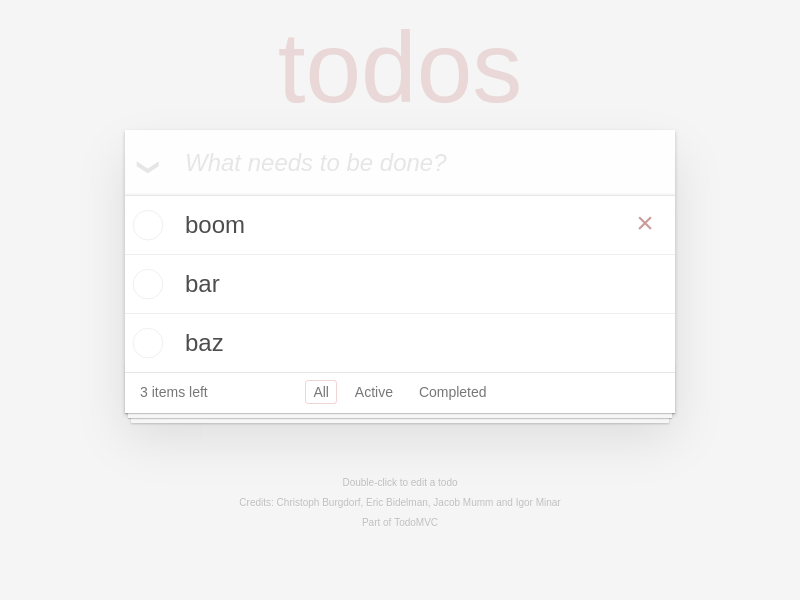 todos
What needs to be done?
boom
bar
baz
3 items left All Active Completed
Double-click to edit a todo
Credits: Christoph Burgdorf, Eric Bidelman, Jacob Mumm and Igor Minar
Part of TodoMVC